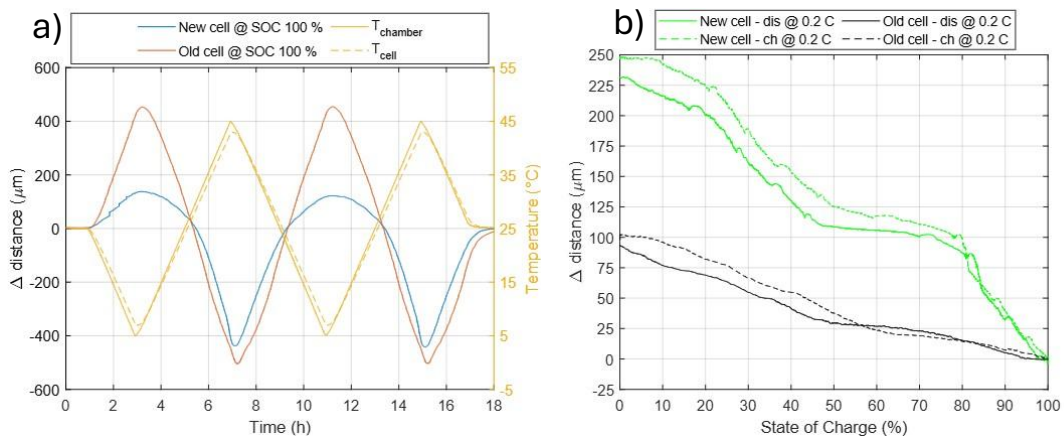 a)
New cell @ SOC 100 %
T_chamber
Old cell @ SOC 100 %
T_cell
600
400
200
0
-200
-400
-600
Δ distance (μm)
55
45
35
25
15
5
-5
Temperature (°C)
0 2 4 6 8 10 12 14 16 18
Time (h)
b)
New cell - dis @ 0.2 C
Old cell - dis @ 0.2 C
New cell - ch @ 0.2 C
Old cell - ch @ 0.2 C
250
225
200
175
150
125
100
75
50
25
0
-25
Δ distance (μm)
0 10 20 30 40 50 60 70 80 90 100
State of Charge (%)